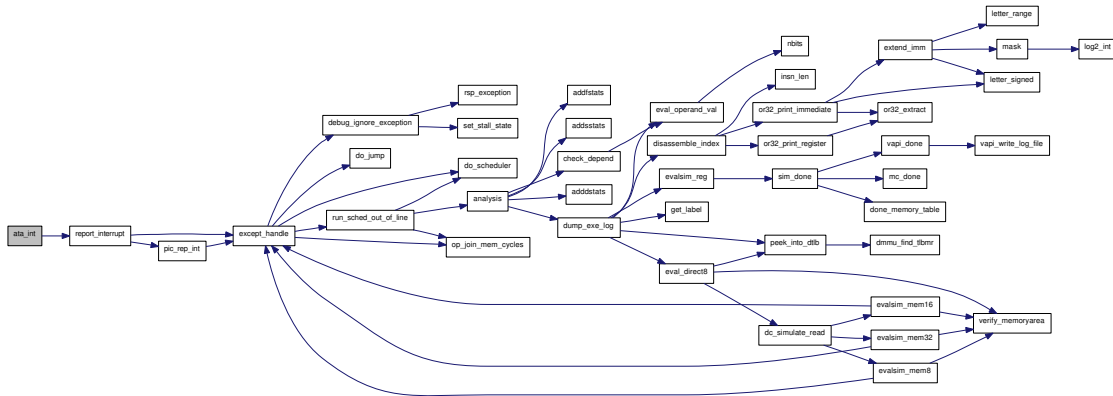 letter_range
nbits
extend_imm
mask
log2_int
insn_len
letter_signed
rsp_exception
addfstats
eval_operand_val
or32_print_immediate
or32_extract
debug_ignore_exception
set_stall_state
addsstats
disassemble_index
or32_print_register
vapi_done
vapi_write_log_file
do_jump
do_scheduler
check_depend
evalsim_reg
sim_done
mc_done
analysis
adddstats
get_label
done_memory_table
run_sched_out_of_line
dump_exe_log
ata_int
report_interrupt
except_handle
pic_rep_int
op_join_mem_cycles
peek_into_dtlb
dmmu_find_tlbmr
eval_direct8
evalsim_mem16
verify_memoryarea
dc_simulate_read
evalsim_mem32
evalsim_mem8